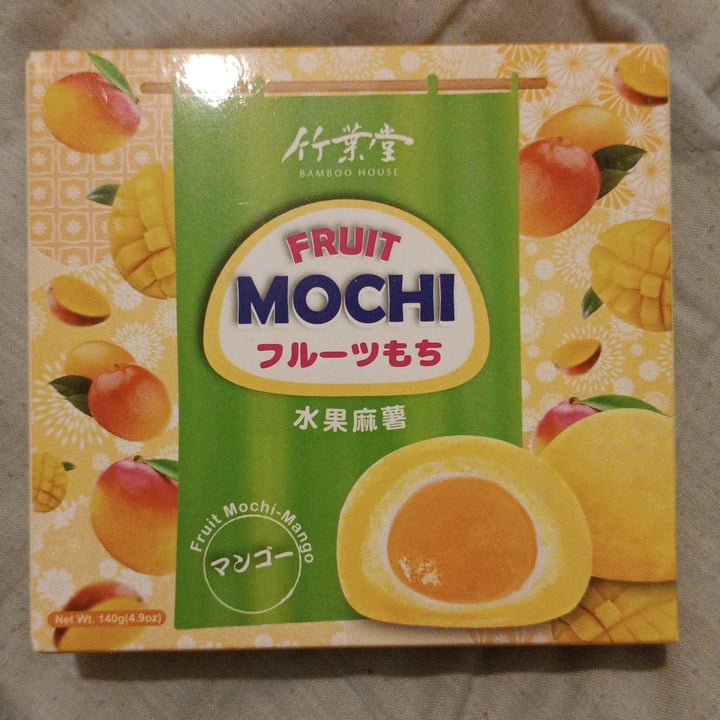 竹葉堂
BAMBOO HOUSE
FRUIT
MOCHI
フルーツもち
水果麻薯
Fruit Mochi-Mango
マンゴー
Net Wt. 140g(4.9oz)